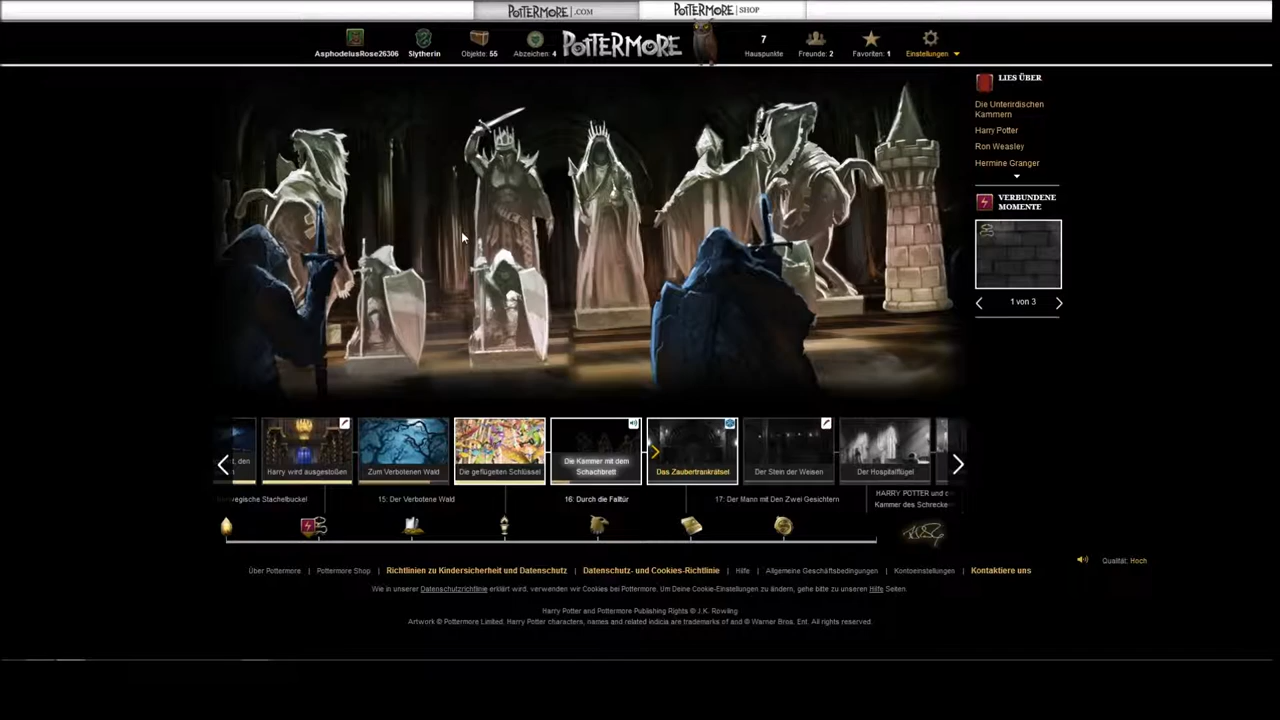 POTTERMORE|.COM
POTTERMORE|SHOP
AsphodelusRose26306
Slytherin
Objekte: 55
Abzeichen: 4
POTTERMORE
7
Hauspunkte
Freunde: 2
Favoriten: 1
Einstellungen
LIES ÜBER
Die Unterirdischen
Kammern
Harry Potter
Ron Weasley
Hermine Granger
VERBUNDENE
MOMENTE
1 von 3
, den
Harry wird ausgestoßen
Zum Verbotenen Wald
Die geflügelten Schlüssel
Die Kammer mit dem
Schachbrett
Das Zaubertrankrätsel
Der Stein der Weisen
Der Hospitalflügel
wegische Stachelbuckel
15: Der Verbotene Wald
16: Durch die Falltür
17: Der Mann mit Den Zwei Gesichtern
HARRY POTTER und d
Kammer des Schrecke
Qualität: Hoch
Über Pottermore | Pottermore Shop | Richtlinien zu Kindersicherheit und Datenschutz | Datenschutz- und Cookies-Richtlinie | Hilfe | Allgemeine Geschäftsbedingungen | Kontoeinstellungen | Kontaktiere uns
Wie in unserer Datenschutzrichtlinie erklärt wird, verwenden wir Cookies bei Pottermore. Um Deine Cookie-Einstellungen zu ändern, gehe bitte zu unseren Hilfe Seiten.
Harry Potter and Pottermore Publishing Rights © J.K. Rowling
Artwork © Pottermore Limited. Harry Potter characters, names and related indicia are trademarks of and © Warner Bros. Ent. All rights reserved.